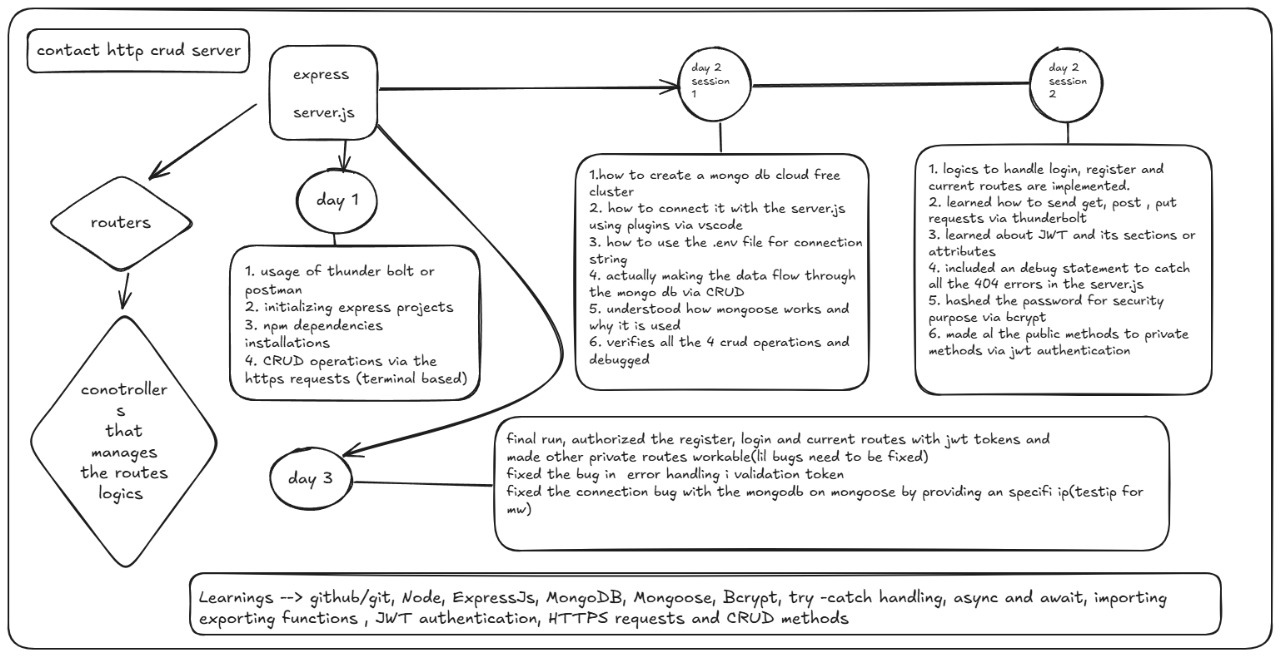 contact http crud server
express
server.js
day 2
session
1
day 2
session
2
routers
conotroller
s
that
manages
the routes
logics
day 1
1. usage of thunder bolt or
postman
2. initializing express projects
3. npm dependencies
installations
4. CRUD operations via the
https requests (terminal based)
1.how to create a mongo db cloud free
cluster
2. how to connect it with the server.js
using plugins via vscode
3. how to use the .env file for connection
string
4. actually making the data flow through
the mongo db via CRUD
5. understood how mongoose works and
why it is used
6. verifies all the 4 crud operations and
debugged
1. logics to handle login, register and
current routes are implemented.
2. learned how to send get, post , put
requests via thunderbolt
3. learned about JWT and its sections or
attributes
4. included an debug statement to catch
all the 404 errors in the server.js
5. hashed the password for security
purpose via bcrypt
6. made al the public methods to private
methods via jwt authentication
day 3
final run, authorized the register, login and current routes with jwt tokens and
made other private routes workable(lil bugs need to be fixed)
fixed the bug in  error handling i validation token
fixed the connection bug with the mongodb on mongoose by providing an specifi ip(testip for
mw)
Learnings --> github/git, Node, ExpressJs, MongoDB, Mongoose, Bcrypt, try -catch handling, async and await, importing
exporting functions , JWT authentication, HTTPS requests and CRUD methods